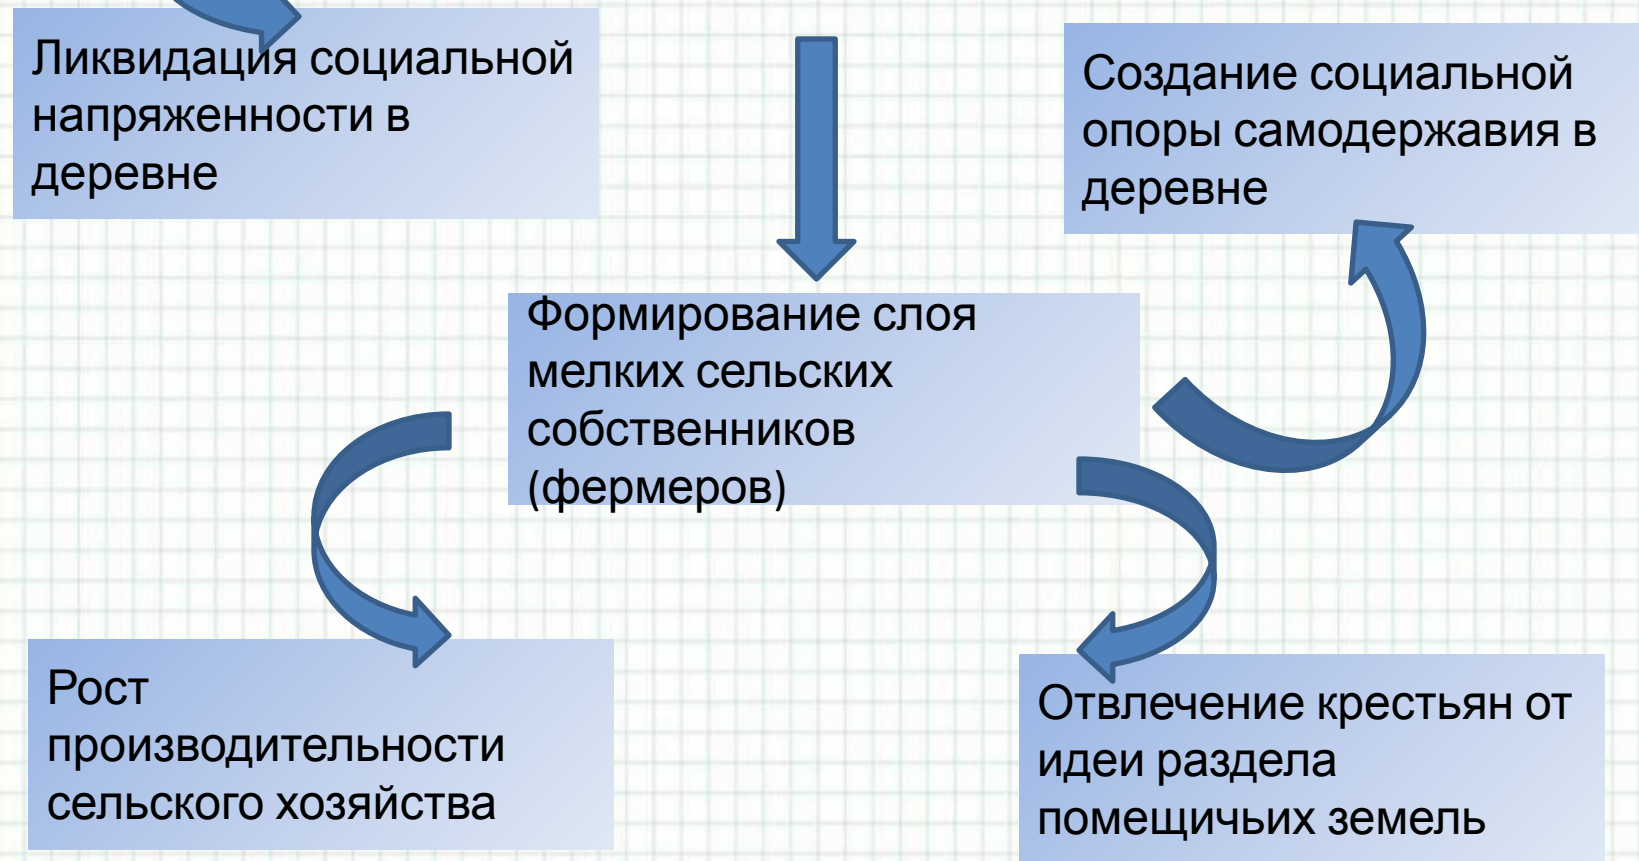 Ликвидация социальной
напряженности в
деревне
Создание социальной
опоры самодержавия в
деревне
Формирование слоя
мелких сельских
собственников
(фермеров)
Рост
производительности
сельского хозяйства
Отвлечение крестьян от
идеи раздела
помещичьих земель